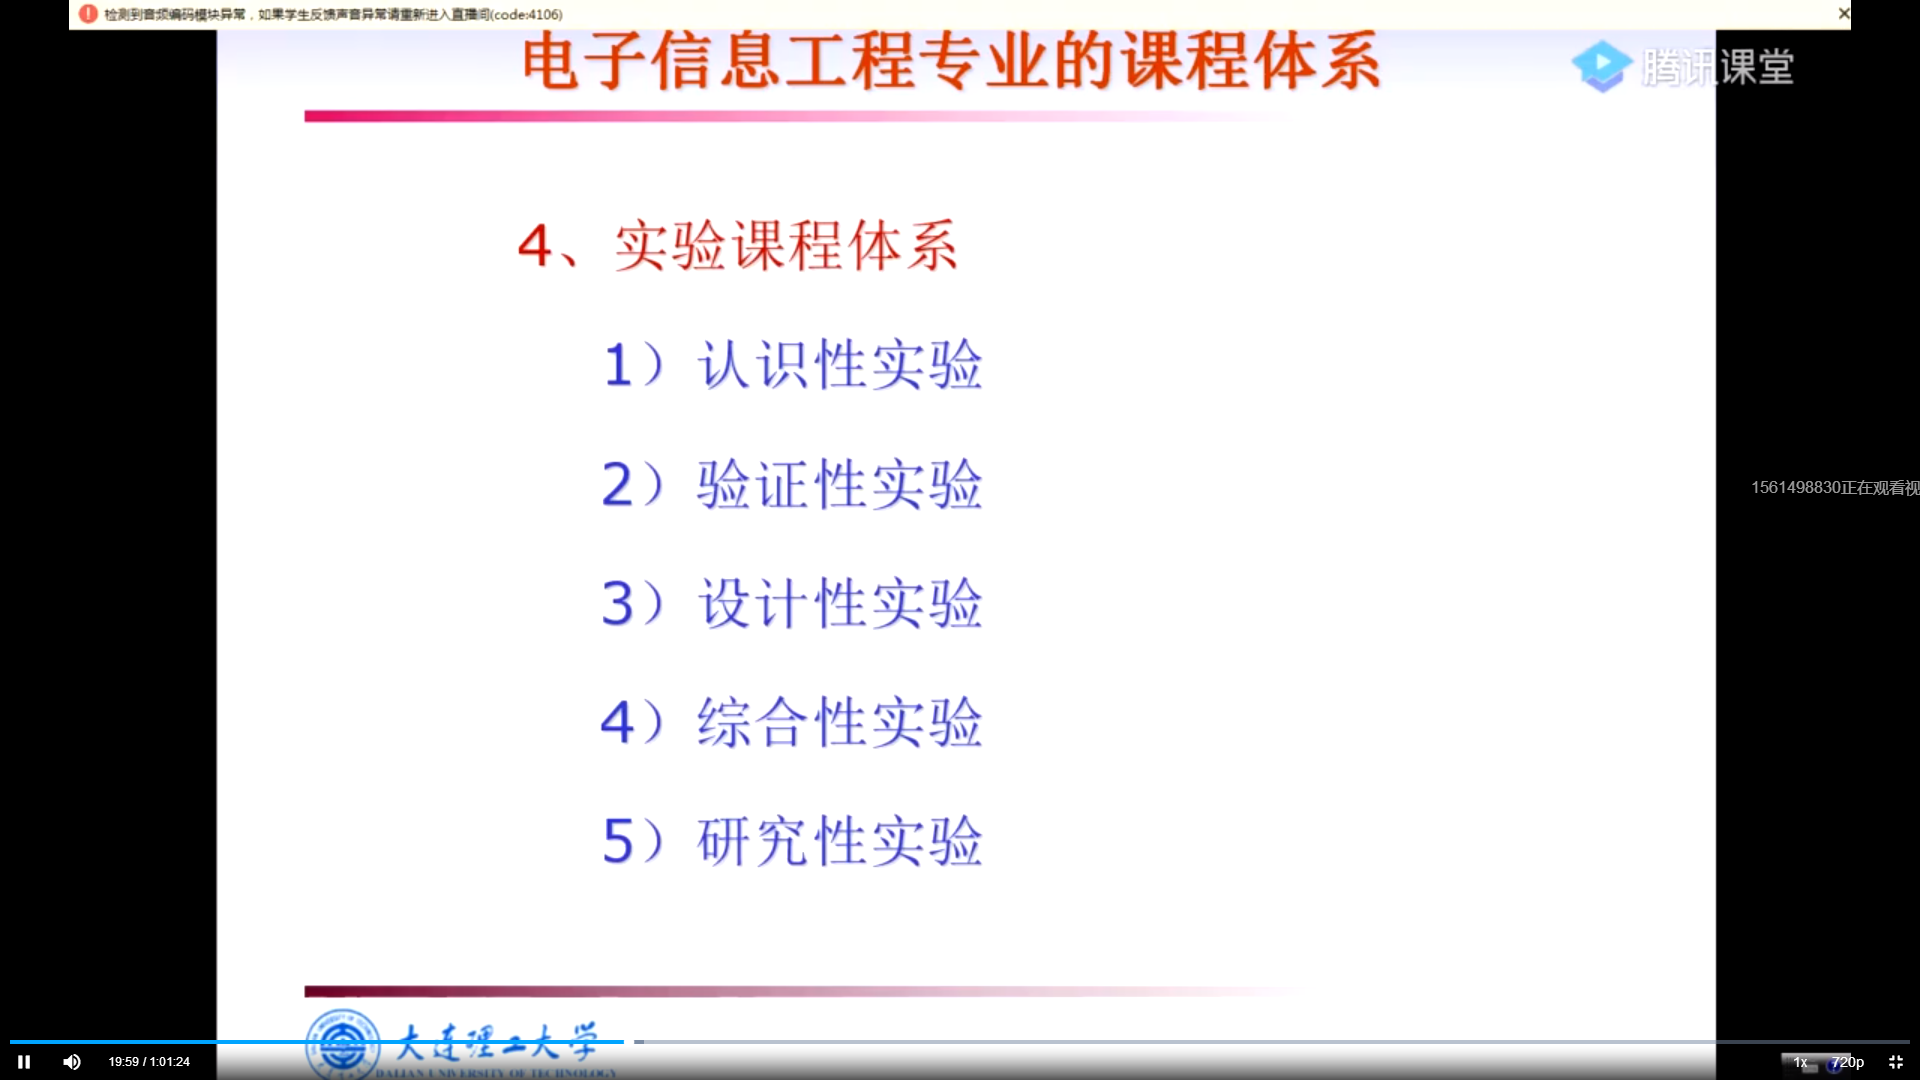 检测到音频编码模块异常，如果学生反馈声音异常请重新进入直播间(code:4106)
电子信息工程专业的课程体系
腾讯课堂
4、实验课程体系
1）认识性实验
1561498830正在观看视
2）验证性实验
3）设计性实验
4）综合性实验
5）研究性实验
大连理工大学
DALIAN UNIVERSITY OF TECHNOLOGY
19:59 / 1:01:24
1x
720p